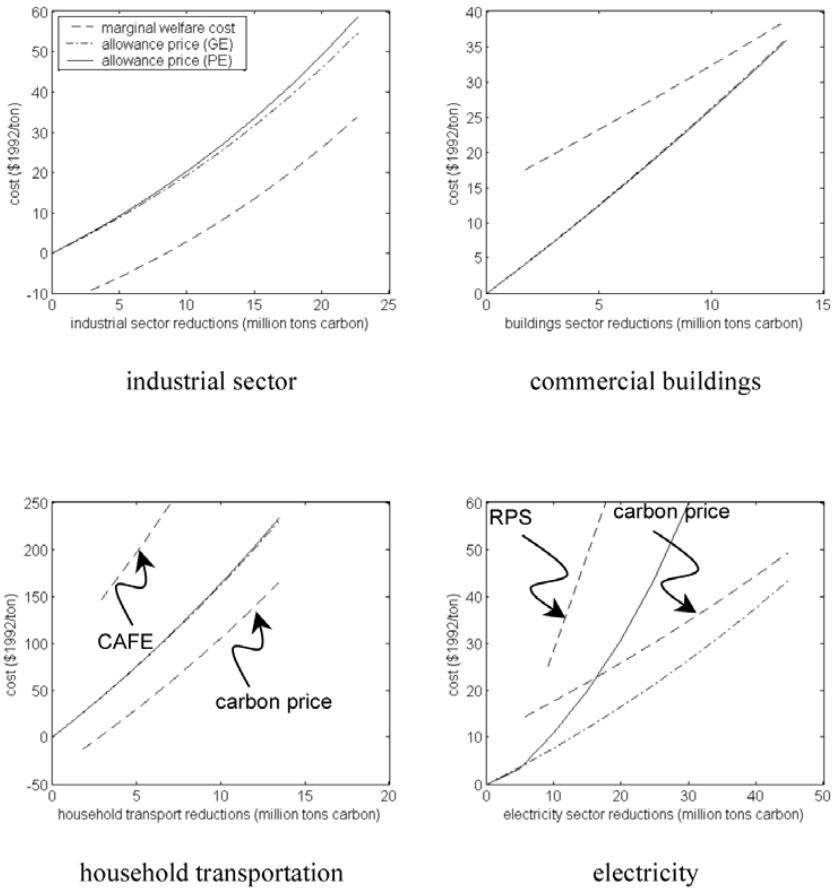 60
50
40
30
20
10
0
-10
0
5
10
15
20
25
cost ($1992/ton)
marginal welfare cost
allowance price (GE)
allowance price (PE)
industrial sector reductions (million tons carbon)
industrial sector
40
35
30
25
20
15
10
5
0
0
5
10
15
cost ($1992/ton)
buildings sector reductions (million tons carbon)
commercial buildings
250
200
150
100
50
0
-50
0
5
10
15
20
cost ($1992/ton)
CAFE
carbon price
household transport reductions (million tons carbon)
household transportation
60
50
40
30
20
10
0
0
10
20
30
40
50
cost ($1992/ton)
RPS
carbon price
electricity sector reductions (million tons carbon)
electricity